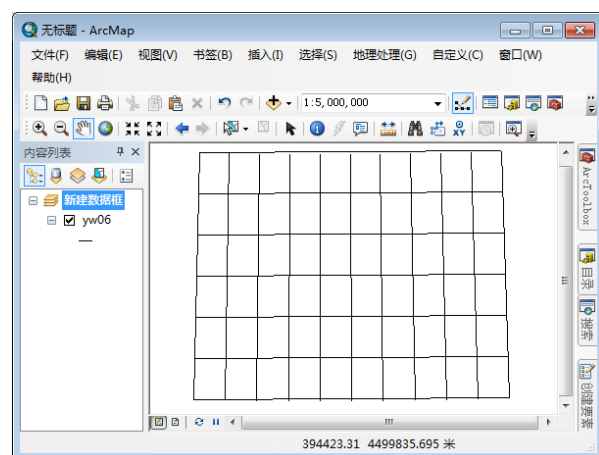 无标题 - ArcMap
文件(F) 编辑(E) 视图(V) 书签(B) 插入(I) 选择(S) 地理处理(G) 自定义(C) 窗口(W)
帮助(H)
1:5,000,000
内容列表
新建数据框
yw06
ArcToolbox
目录
搜索
创建要素
394423.31 4499835.695 米